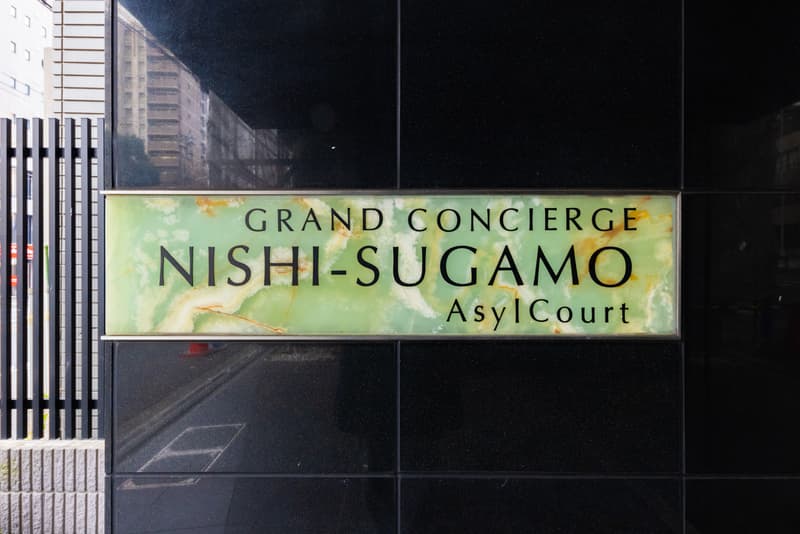 GRAND CONCIERGE
NISHI-SUGAMO
AsylCourt